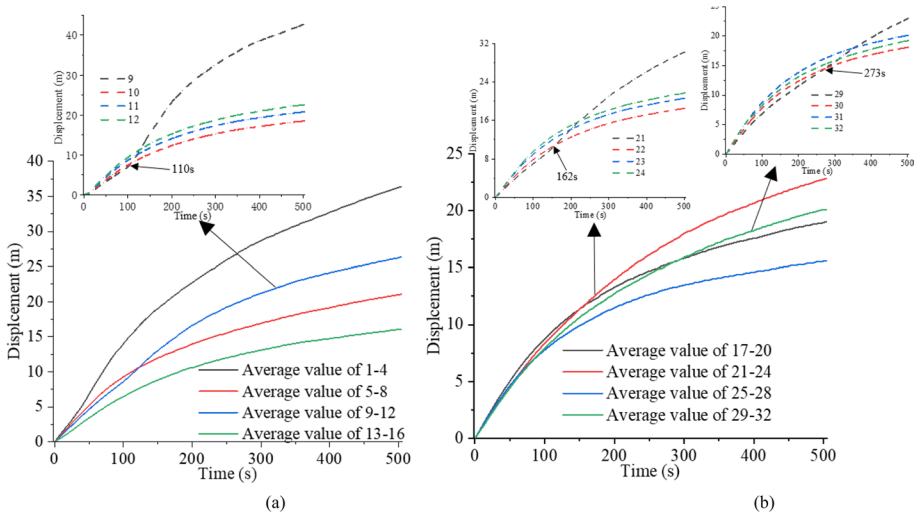 Displcement (m)
40
30
20
10
0
9
10
11
12
110s
0 100 200 300 400 500
Time (s)
Displcement (m)
40
35
30
25
20
15
10
5
0
Average value of 1-4
Average value of 5-8
Average value of 9-12
Average value of 13-16
0 100 200 300 400 500
Time (s)
(a)
Displcement (m)
32
24
16
8
0
21
22
23
24
162s
0 100 200 300 400 500
Time (s)
Displcement (m)
25
20
15
10
5
0
273s
29
30
31
32
0 100 200 300 400 500
Time (s)
Displcement (m)
25
20
15
10
5
0
Average value of 17-20
Average value of 21-24
Average value of 25-28
Average value of 29-32
0 100 200 300 400 500
Time (s)
(b)